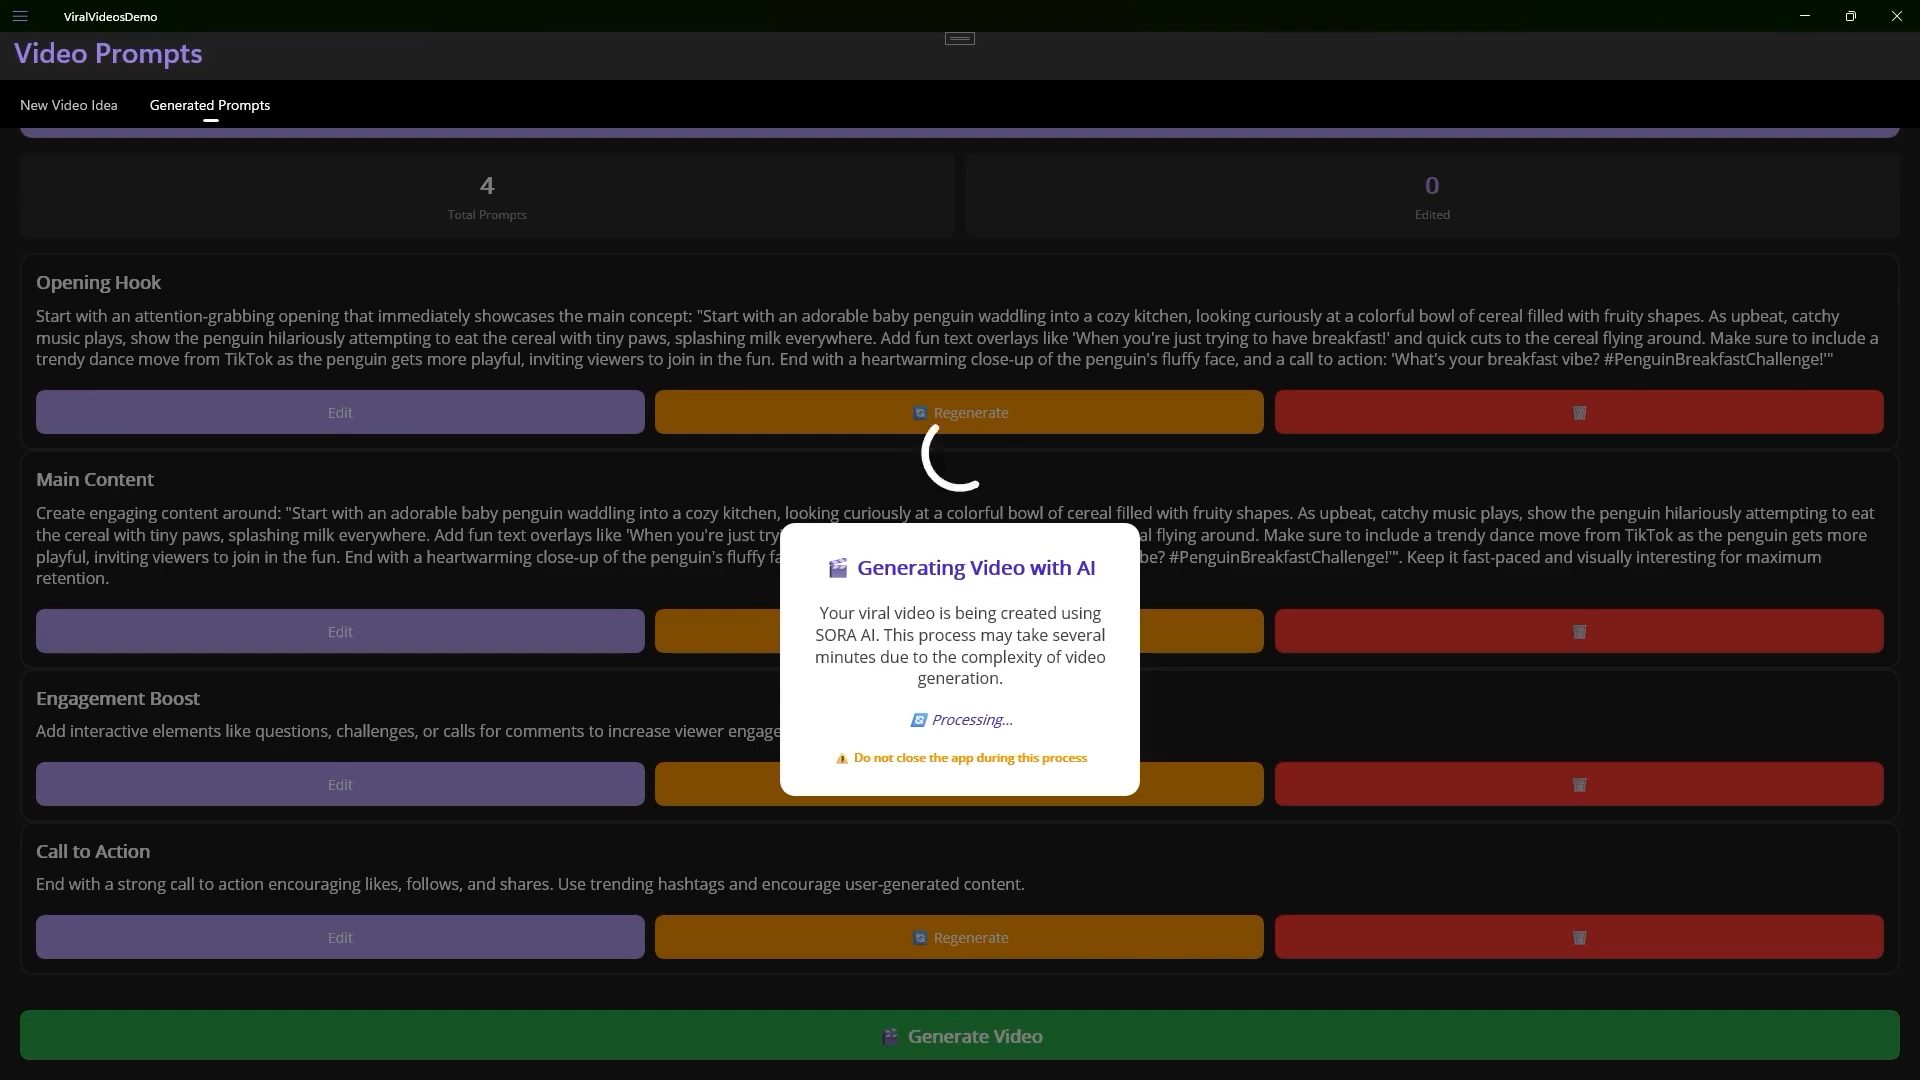 ViralVideosDemo
Video Prompts
New Video Idea
Generated Prompts
4
Total Prompts
0
Edited
Opening Hook
Start with an attention-grabbing opening that immediately showcases the main concept: "Start with an adorable baby penguin waddling into a cozy kitchen, looking curiously at a colorful bowl of cereal filled with fruity shapes. As upbeat, catchy
music plays, show the penguin hilariously attempting to eat the cereal with tiny paws, splashing milk everywhere. Add fun text overlays like 'When you're just trying to have breakfast!' and quick cuts to the cereal flying around. Make sure to include a
trendy dance move from TikTok as the penguin gets more playful, inviting viewers to join in the fun. End with a heartwarming close-up of the penguin's fluffy face, and a call to action: 'What's your breakfast vibe? #PenguinBreakfastChallenge!'"
Edit
Regenerate
Main Content
Create engaging content around: "Start with an adorable baby penguin waddling into a cozy kitchen, looking curiously at a colorful bowl of cereal filled with fruity shapes. As upbeat, catchy music plays, show the penguin hilariously attempting to eat
the cereal with tiny paws, splashing milk everywhere. Add fun text overlays like 'When you're just try
al flying around. Make sure to include a trendy dance move from TikTok as the penguin gets more
playful, inviting viewers to join in the fun. End with a heartwarming close-up of the penguin's fluffy fa
be? #PenguinBreakfastChallenge!'". Keep it fast-paced and visually interesting for maximum
retention.
Edit
Generating Video with AI
Your viral video is being created using
SORA AI. This process may take several
minutes due to the complexity of video
generation.
Processing...
Do not close the app during this process
Engagement Boost
Add interactive elements like questions, challenges, or calls for comments to increase viewer engage
Edit
Call to Action
End with a strong call to action encouraging likes, follows, and shares. Use trending hashtags and encourage user-generated content.
Edit
Regenerate
Generate Video